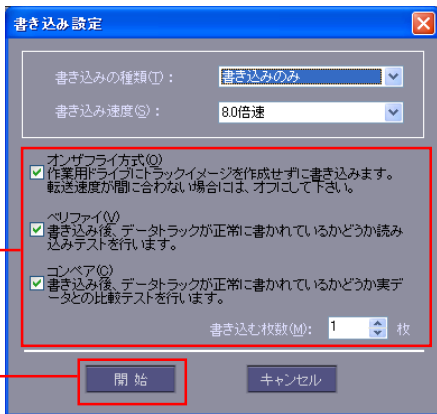 書き込み設定
書き込みの種類(T)：
書き込みのみ
書き込み速度(S)：
8.0倍速
オンザフライ方式(O)
作業用ドライブにトラックイメージを作成せずに書き込みます。
転送速度が間に合わない場合には、オフにして下さい。
ベリファイ(V)
書き込み後、データトラックが正常に書かれているかどうか読み
込みテストを行います。
コンペア(C)
書き込み後、データトラックが正常に書かれているかどうか実デ
ータとの比較テストを行います。
書き込む枚数(M)： 1 枚
開始
キャンセル